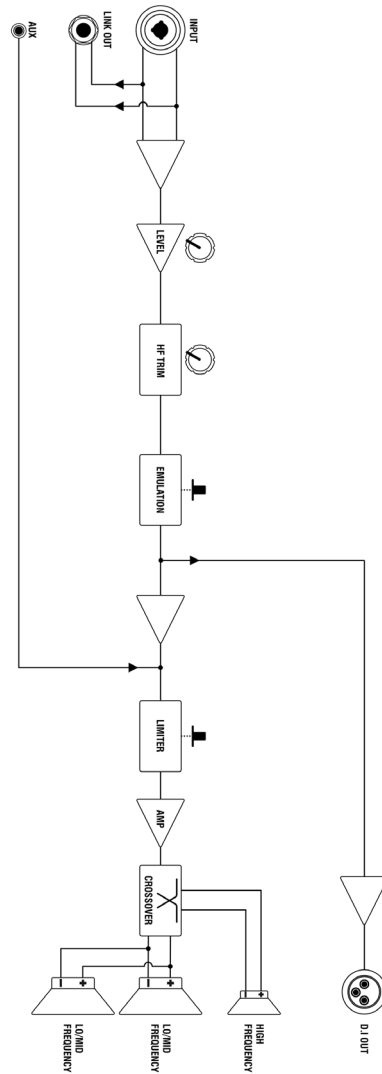 INPUT
LINK OUT
AUX
LEVEL
HF TRIM
EMULATION
LIMITER
AMP
CROSSOVER
+
–
+
–
+
–
HIGH
FREQUENCY
LO/MID
FREQUENCY
LO/MID
FREQUENCY
D.I OUT